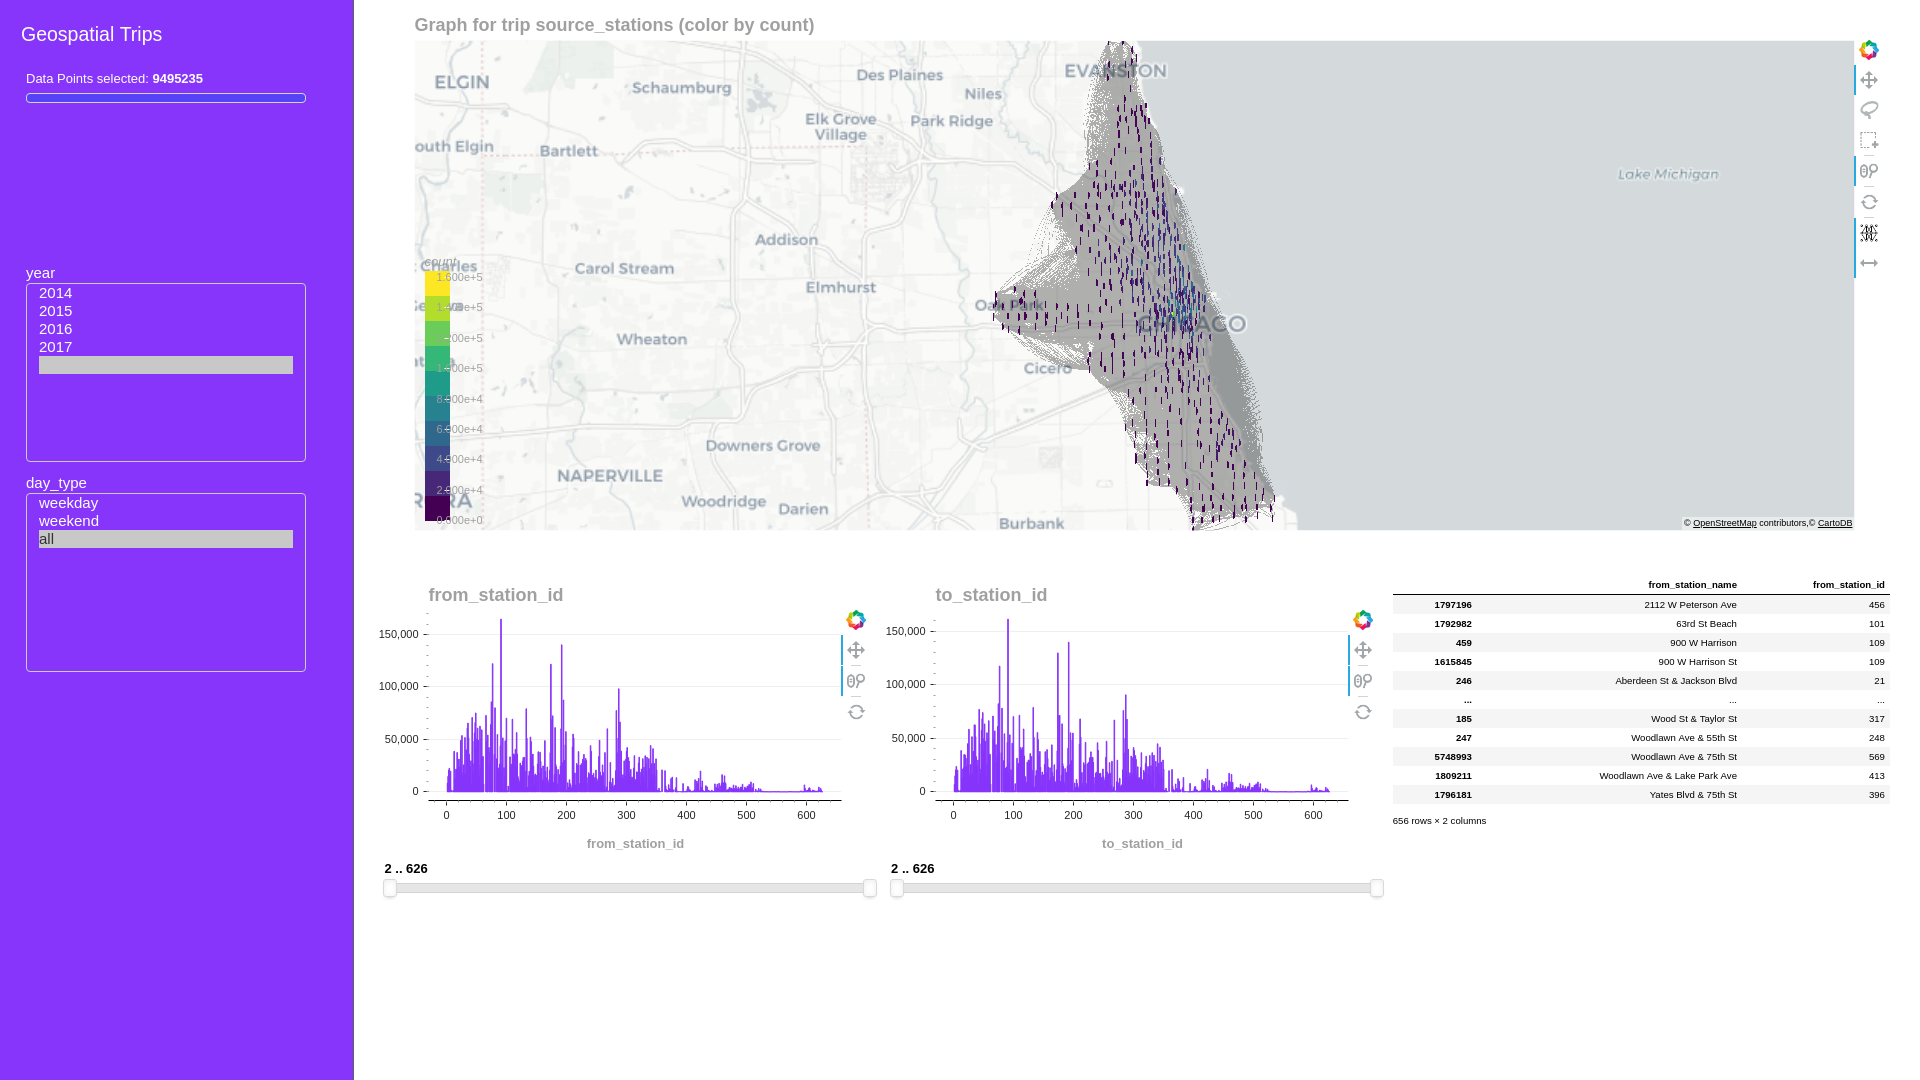 Geospatial Trips
Data Points selected: 9495235
year
2014
2015
2016
2017
day_type
weekday
weekend
all
Graph for trip source_stations (color by count)
ELGIN
Schaumburg
Des Plaines
EVANSTON
Niles
Elk Grove
Village
Park Ridge
outh Elgin
Bartlett
Lake Michigan
Addison
Carol Stream
Charles
Elmhurst
Oak Park
CHICAGO
Wheaton
Cicero
Downers Grove
NAPERVILLE
Woodridge
Darien
Burbank
count
1.600e+5
8.000e+4
6.000e+4
4.000e+4
2.000e+4
0.000e+0
© OpenStreetMap contributors,© CartoDB
from_station_id
150,000
100,000
50,000
0
0 100 200 300 400 500 600
from_station_id
2 .. 626
to_station_id
150,000
100,000
50,000
0
0 100 200 300 400 500 600
to_station_id
2 .. 626
from_station_name from_station_id
1797196 2112 W Peterson Ave 456
1792982 63rd St Beach 101
459 900 W Harrison 109
1615845 900 W Harrison St 109
246 Aberdeen St & Jackson Blvd 21
... ... ...
185 Wood St & Taylor St 317
247 Woodlawn Ave & 55th St 248
5748993 Woodlawn Ave & 75th St 569
1809211 Woodlawn Ave & Lake Park Ave 413
1796181 Yates Blvd & 75th St 396
656 rows × 2 columns